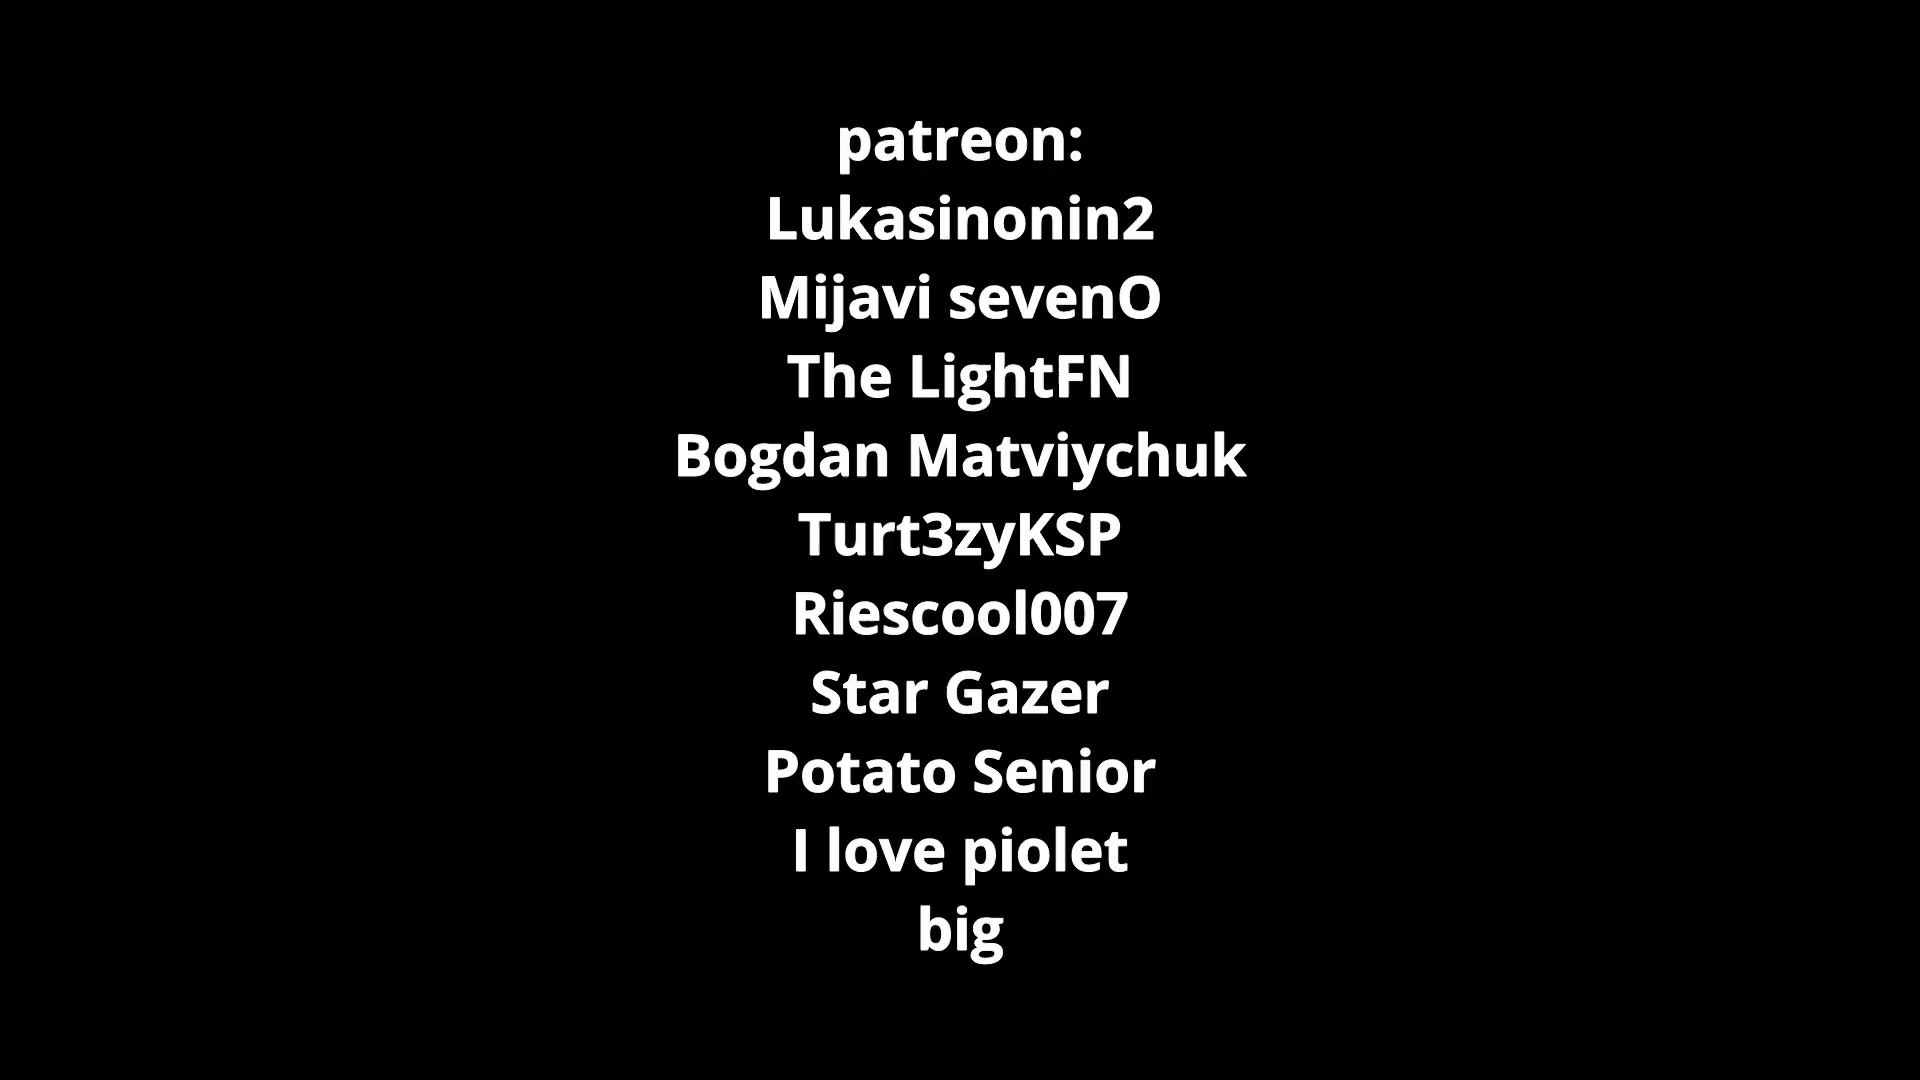 patreon:
Lukasinonin2
Mijavi sevenO
The LightFN
Bogdan Matviychuk
Turt3zyKSP
Riescool007
Star Gazer
Potato Senior
I love piolet
big